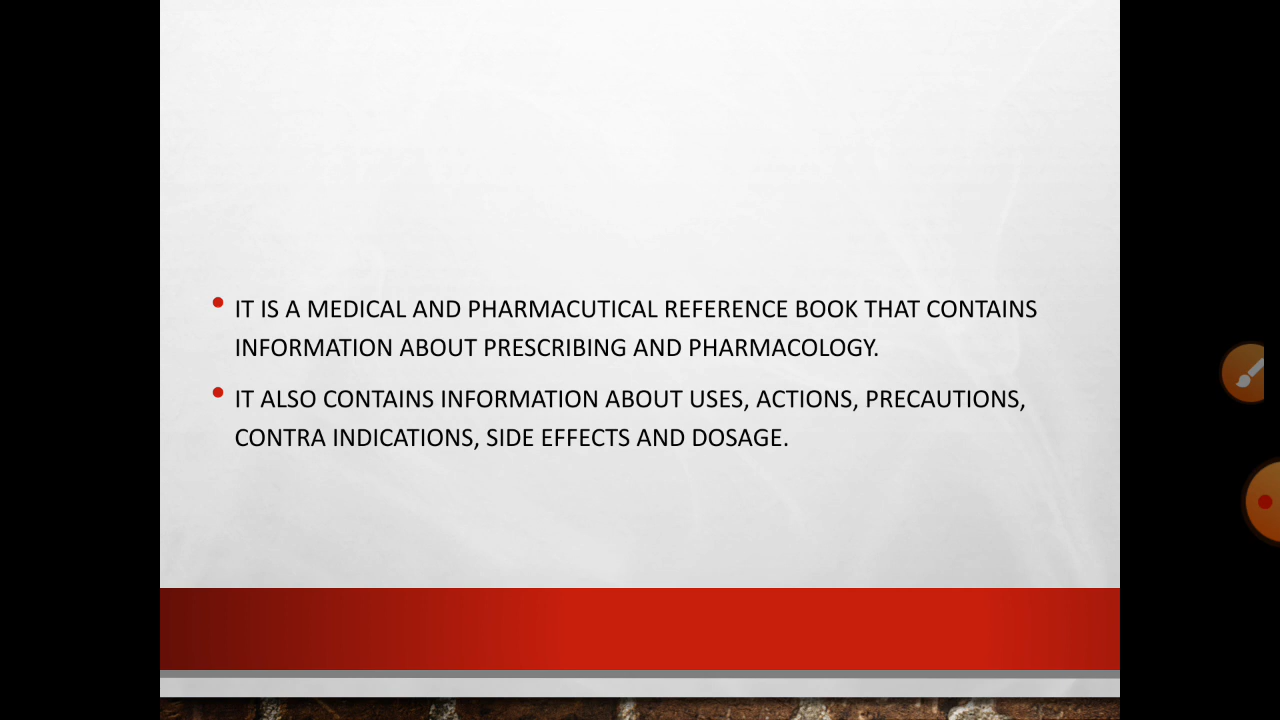 IT IS A MEDICAL AND PHARMACUTICAL REFERENCE BOOK THAT CONTAINS
INFORMATION ABOUT PRESCRIBING AND PHARMACOLOGY.
IT ALSO CONTAINS INFORMATION ABOUT USES, ACTIONS, PRECAUTIONS,
CONTRA INDICATIONS, SIDE EFFECTS AND DOSAGE.